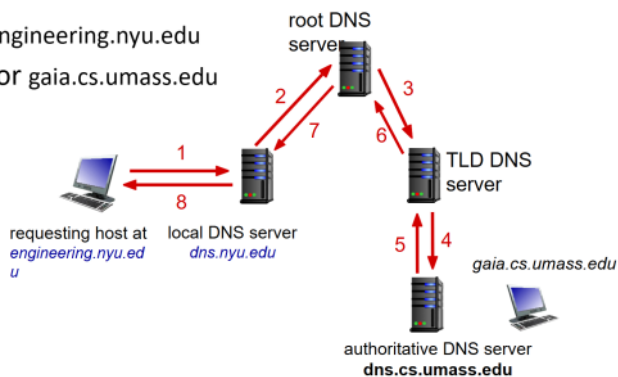 ngineering.nyu.edu
or gaia.cs.umass.edu
root DNS
server
2
3
7
6
1
8
TLD DNS
server
requesting host at
engineering.nyu.ed
u
local DNS server
dns.nyu.edu
5
4
gaia.cs.umass.edu
authoritative DNS server
dns.cs.umass.edu